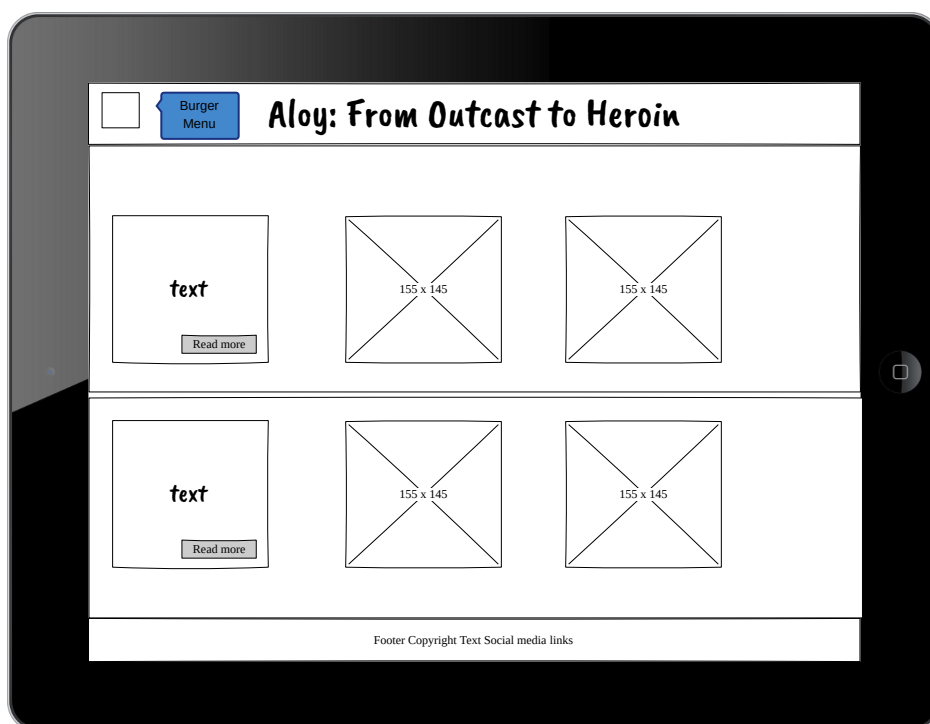 Burger
Menu
Aloy: From Outcast to Heroin
text
Read more
155 x 145
155 x 145
text
Read more
155 x 145
155 x 145
Footer Copyright Text Social media links